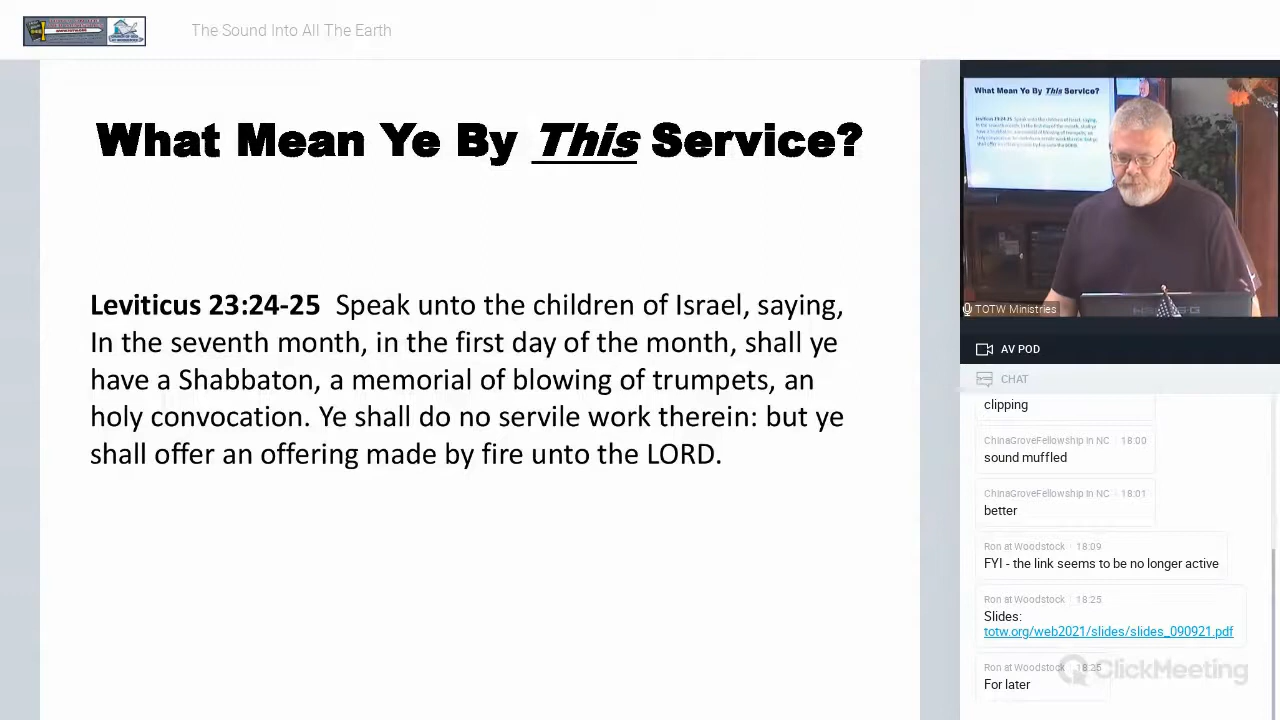 The Sound Into All The Earth
What Mean Ye By This Service?
Leviticus 23:24-25 Speak unto the children of Israel, saying,
In the seventh month, in the first day of the month, shall ye
have a Shabbaton, a memorial of blowing of trumpets, an
holy convocation. Ye shall do no servile work therein: but ye
shall offer an offering made by fire unto the LORD.
What Mean Ye By This Service?
TOTW Ministries
AV POD
CHAT
clipping
ChinaGroveFellowship in NC · 18:00
sound muffled
ChinaGroveFellowship in NC · 18:01
better
Ron at Woodstock · 18:09
FYI - the link seems to be no longer active
Ron at Woodstock · 18:25
Slides:
totw.org/web2021/slides/slides_090921.pdf
Ron at Woodstock · 18:25
For later
ClickMeeting